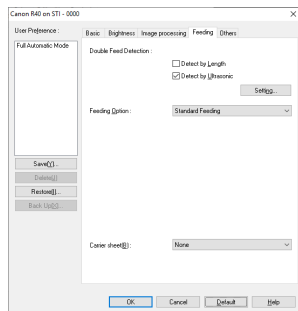 Canon R40 on STI - 0000
User Preference :
Full Automatic Mode
Save(Y)...
Delete(J)
Restore(I)...
Back Up(K)...
Basic Brightness Image processing Feeding Others
Double Feed Detection :
Detect by Length
Detect by Ultrasonic
Setting...
Feeding Option : Standard Feeding
Carrier sheet(B) : None
OK Cancel Default Help